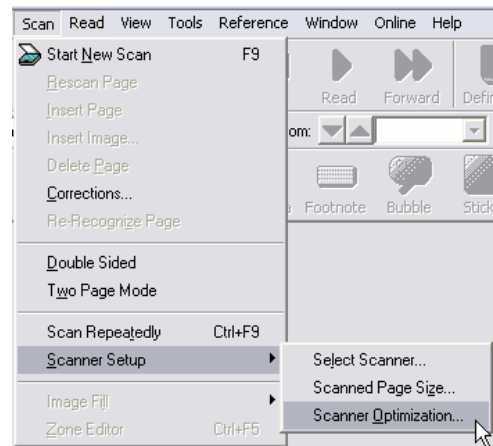 Scan Read View Tools Reference Window Online Help
Start New Scan F9
Rescan Page
Insert Page
Insert Image...
Delete Page
Corrections...
Re-Recognize Page
Double Sided
Two Page Mode
Scan Repeatedly Ctrl+F9
Scanner Setup
Image Fill
Zone Editor Ctrl+F5
Read Forward
om:
Footnote Bubble
Select Scanner...
Scanned Page Size...
Scanner Optimization...